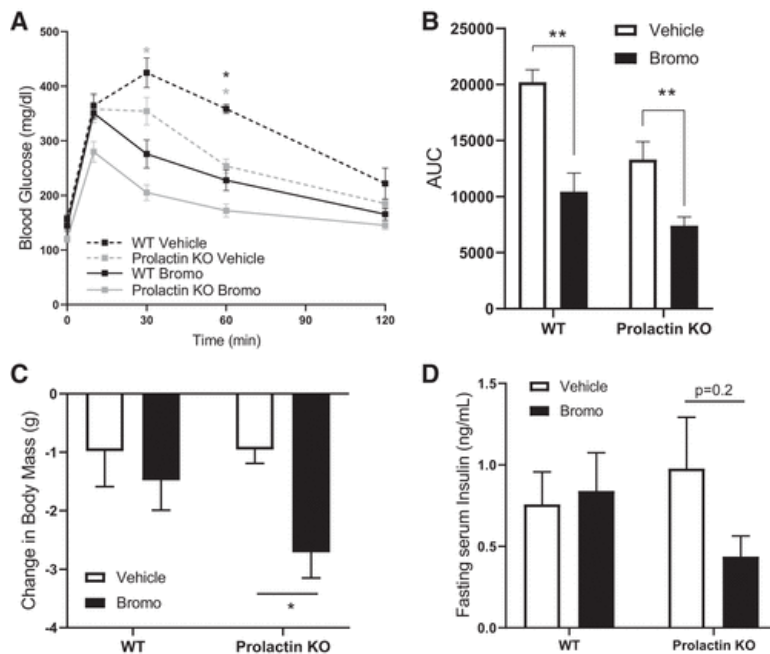 A
Blood Glucose (mg/dl)
500
400
300
200
100
0
*
*
*
WT Vehicle
Prolactin KO Vehicle
WT Bromo
Prolactin KO Bromo
0 30 60 90 120
Time (min)
B
AUC
25000
20000
15000
10000
5000
0
Vehicle
Bromo
**
**
WT Prolactin KO
C
Change in Body Mass (g)
0
-1
-2
-3
-4
Vehicle
Bromo
*
WT Prolactin KO
D
Fasting serum Insulin (ng/mL)
1.5
1.0
0.5
0.0
Vehicle
Bromo
p=0.2
WT Prolactin KO